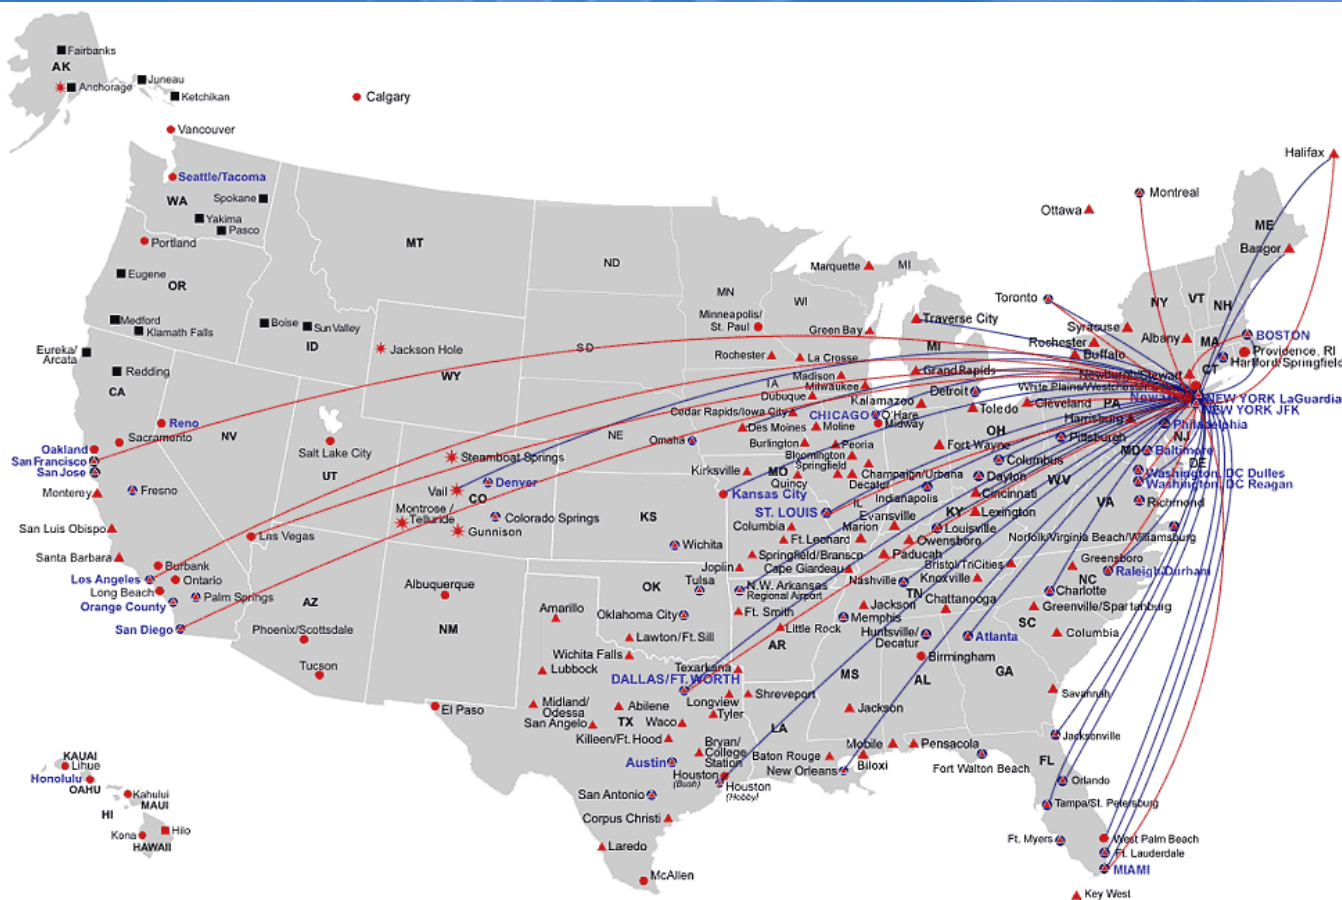 Fairbanks
AK
Anchorage
Juneau
Ketchikan
Calgary
Vancouver
Seattle/Tacoma
WA
Spokane
Yakima
Pasco
Portland
Eugene
OR
Medford
Klamath Falls
Boise
Sun Valley
ID
Eureka/
Arcata
Redding
CA
MT
ND
SD
WY
Jackson Hole
NE
MN
WI
MI
Minneapolis/
St. Paul
Marquette
Green Bay
Traverse City
Rochester
La Crosse
Madison
Milwaukee
IA
Dubuque
Grand Rapids
MI
Kalamazoo
Detroit
Cedar Rapids/Iowa City
CHICAGO
O'Hare
Midway
Des Moines
Moline
Omaha
Burlington
Peoria
Bloomington
Springfield
Kirksville
MO
Quincy
Decatur
Champaign/Urbana
IL
Indianapolis
Fort Wayne
Toledo
OH
Cleveland
PA
Columbus
Dayton
Cincinnati
Pittsburgh
Harrisburg
Toronto
Ottawa
Montreal
Halifax
ME
Bangor
NY
VT
NH
MA
CT
Syracuse
Rochester
Buffalo
Albany
BOSTON
Providence, RI
Hartford/Springfield
Newburgh/Stewart
White Plains/Westchester
Newark
NEW YORK LaGuardia
NEW YORK JFK
Philadelphia
NJ
MD
Baltimore
DE
Washington, DC Dulles
Washington, DC Reagan
WV
VA
Richmond
Norfolk/Virginia Beach/Williamsburg
Reno
Sacramento
Oakland
San Francisco
San Jose
Monterey
Fresno
NV
Salt Lake City
UT
San Luis Obispo
Santa Barbara
Las Vegas
Burbank
Los Angeles
Ontario
Long Beach
Palm Springs
Orange County
San Diego
AZ
Phoenix/Scottsdale
Tucson
Steamboat Springs
Vail
CO
Denver
Montrose /
Telluride
Colorado Springs
Gunnison
Albuquerque
NM
El Paso
KS
Kansas City
ST. LOUIS
Wichita
Columbia
Marion
Evansville
KY
Lexington
Louisville
Ft. Leonard
Owensboro
Springfield/Branson
Paducah
Joplin
Cape Girardeau
Bristol/TriCities
Greensboro
Raleigh/Durham
OK
Tulsa
N.W. Arkansas
Regional Airport
Nashville
Knoxville
NC
Charlotte
TN
Chattanooga
Greenville/Spartanburg
Amarillo
Oklahoma City
Ft. Smith
Jackson
Memphis
SC
Columbia
Lawton/Ft. Sill
Little Rock
AR
Huntsville/
Decatur
Atlanta
Birmingham
Wichita Falls
Lubbock
Texarkana
DALLAS/FT. WORTH
MS
AL
GA
Savannah
Midland/
Odessa
Abilene
Longview
Tyler
Shreveport
Jackson
San Angelo
TX
Waco
LA
Killeen/Ft. Hood
Bryan/
College
Station
Baton Rouge
Mobile
Pensacola
Jacksonville
Austin
New Orleans
Biloxi
Fort Walton Beach
FL
Houston
(Bush)
Houston
(Hobby)
Orlando
San Antonio
Tampa/St. Petersburg
Corpus Christi
Ft. Myers
West Palm Beach
Ft. Lauderdale
MIAMI
Laredo
McAllen
Key West
KAUAI
Lihue
Honolulu
OAHU
Kahului
MAUI
HI
Kona
Hilo
HAWAII